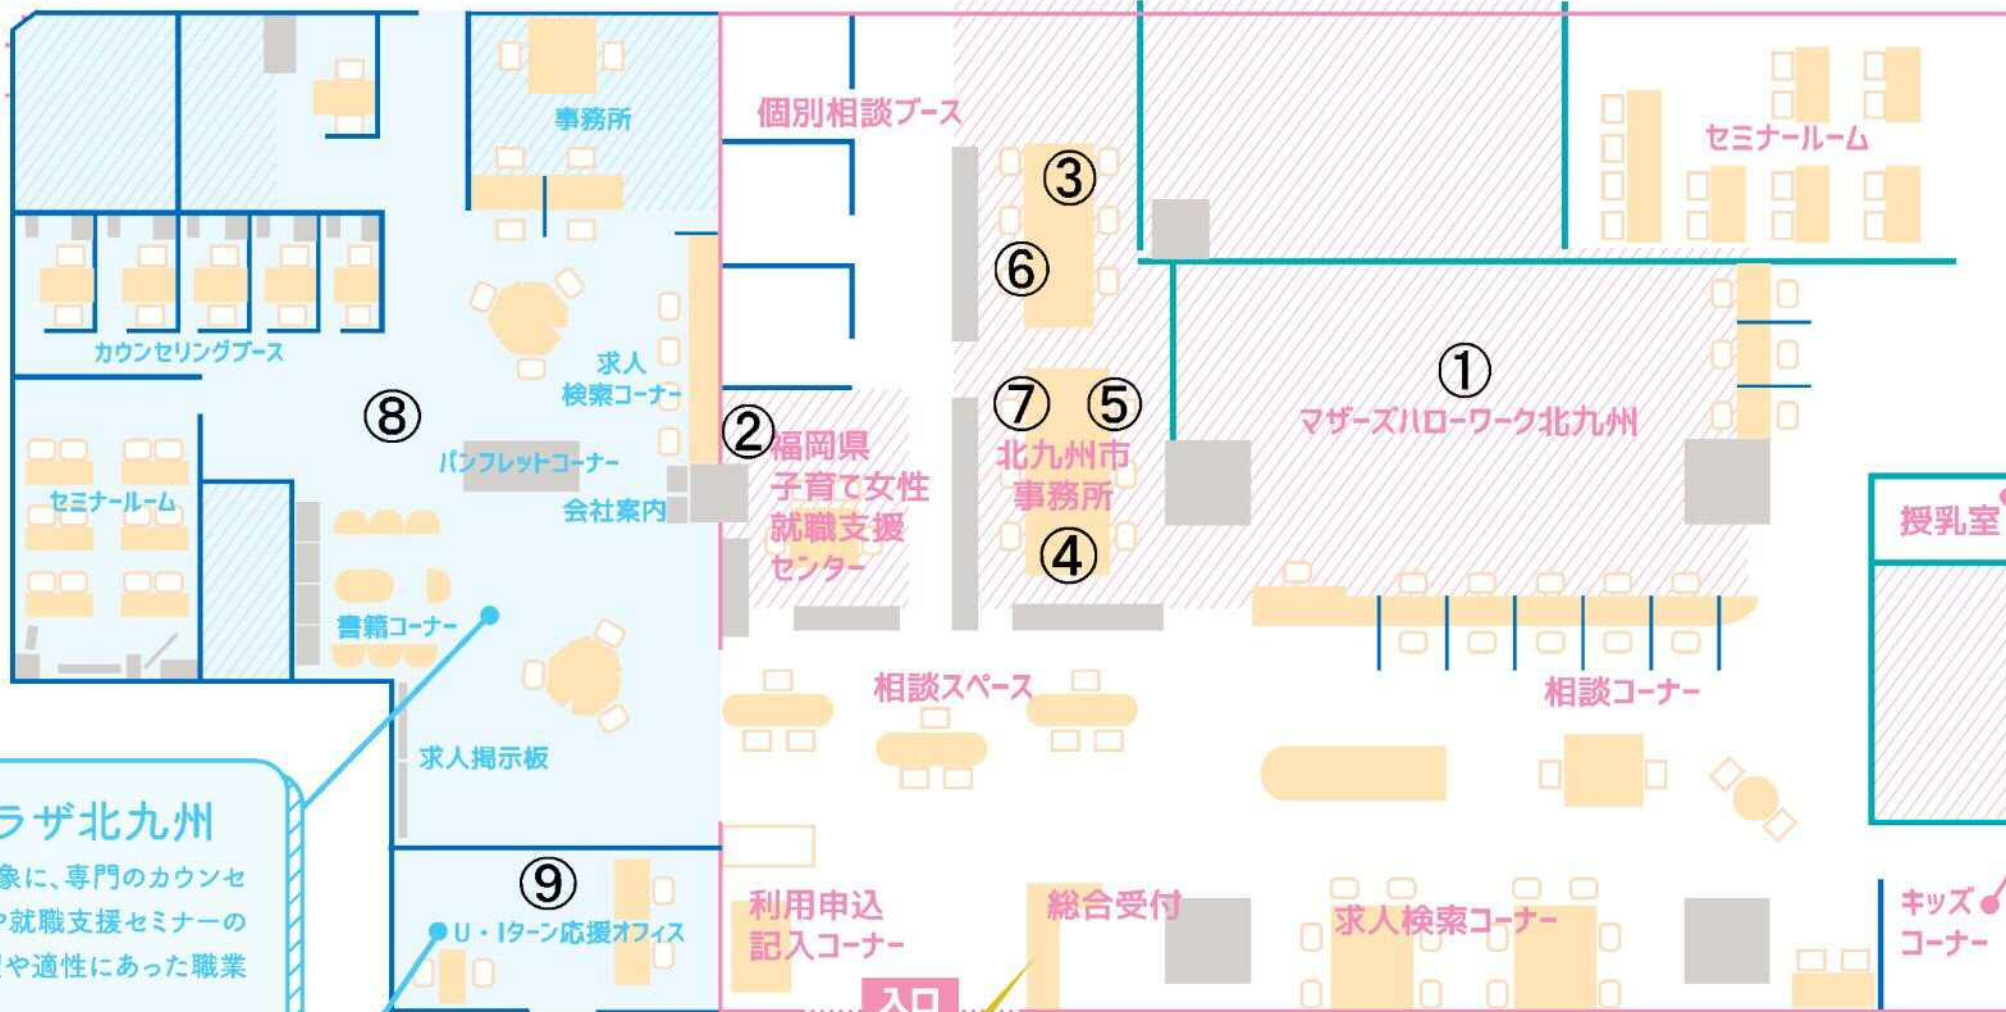 事務所
個別相談ブース
③
セミナールーム
⑥
カウンセリングブース
求人
検索コーナー
①
マザーズハローワーク北九州
⑧
②
福岡県
子育て女性
就職支援
センター
⑦
⑤
北九州市
事務所
④
パンフレットコーナー
会社案内
セミナールーム
授乳室
書籍コーナー
相談スペース
相談コーナー
求人掲示板
ラザ北九州
象に、専門のカウンセ
や就職支援セミナーの
や適性にあった職業
⑨
U・Iターン応援オフィス
利用申込
記入コーナー
総合受付
求人検索コーナー
キッズ
コーナー
入口